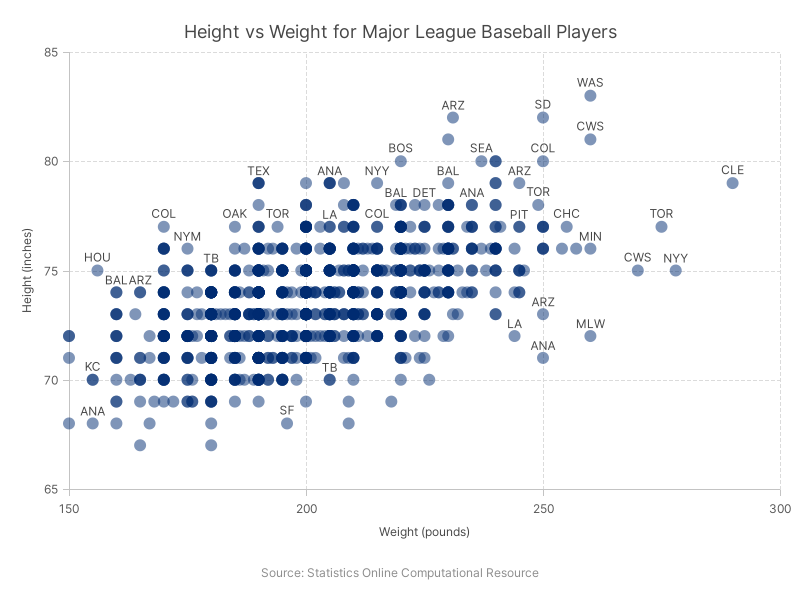 Height vs Weight for Major League Baseball Players
85
WAS
ARZ SD
CWS
BOS SEA COL
80
TEX ANA NYY BAL ARZ CLE
BAL DET ANA TOR
COL OAK TOR LA COL PIT CHC TOR
NYM MIN
HOU TB CWS NYY
75
BAL ARZ
ARZ
LA MLW
ANA
KC TB
70
ANA SF
65
150 200 250 300
Height (inches)
Weight (pounds)
Source: Statistics Online Computational Resource